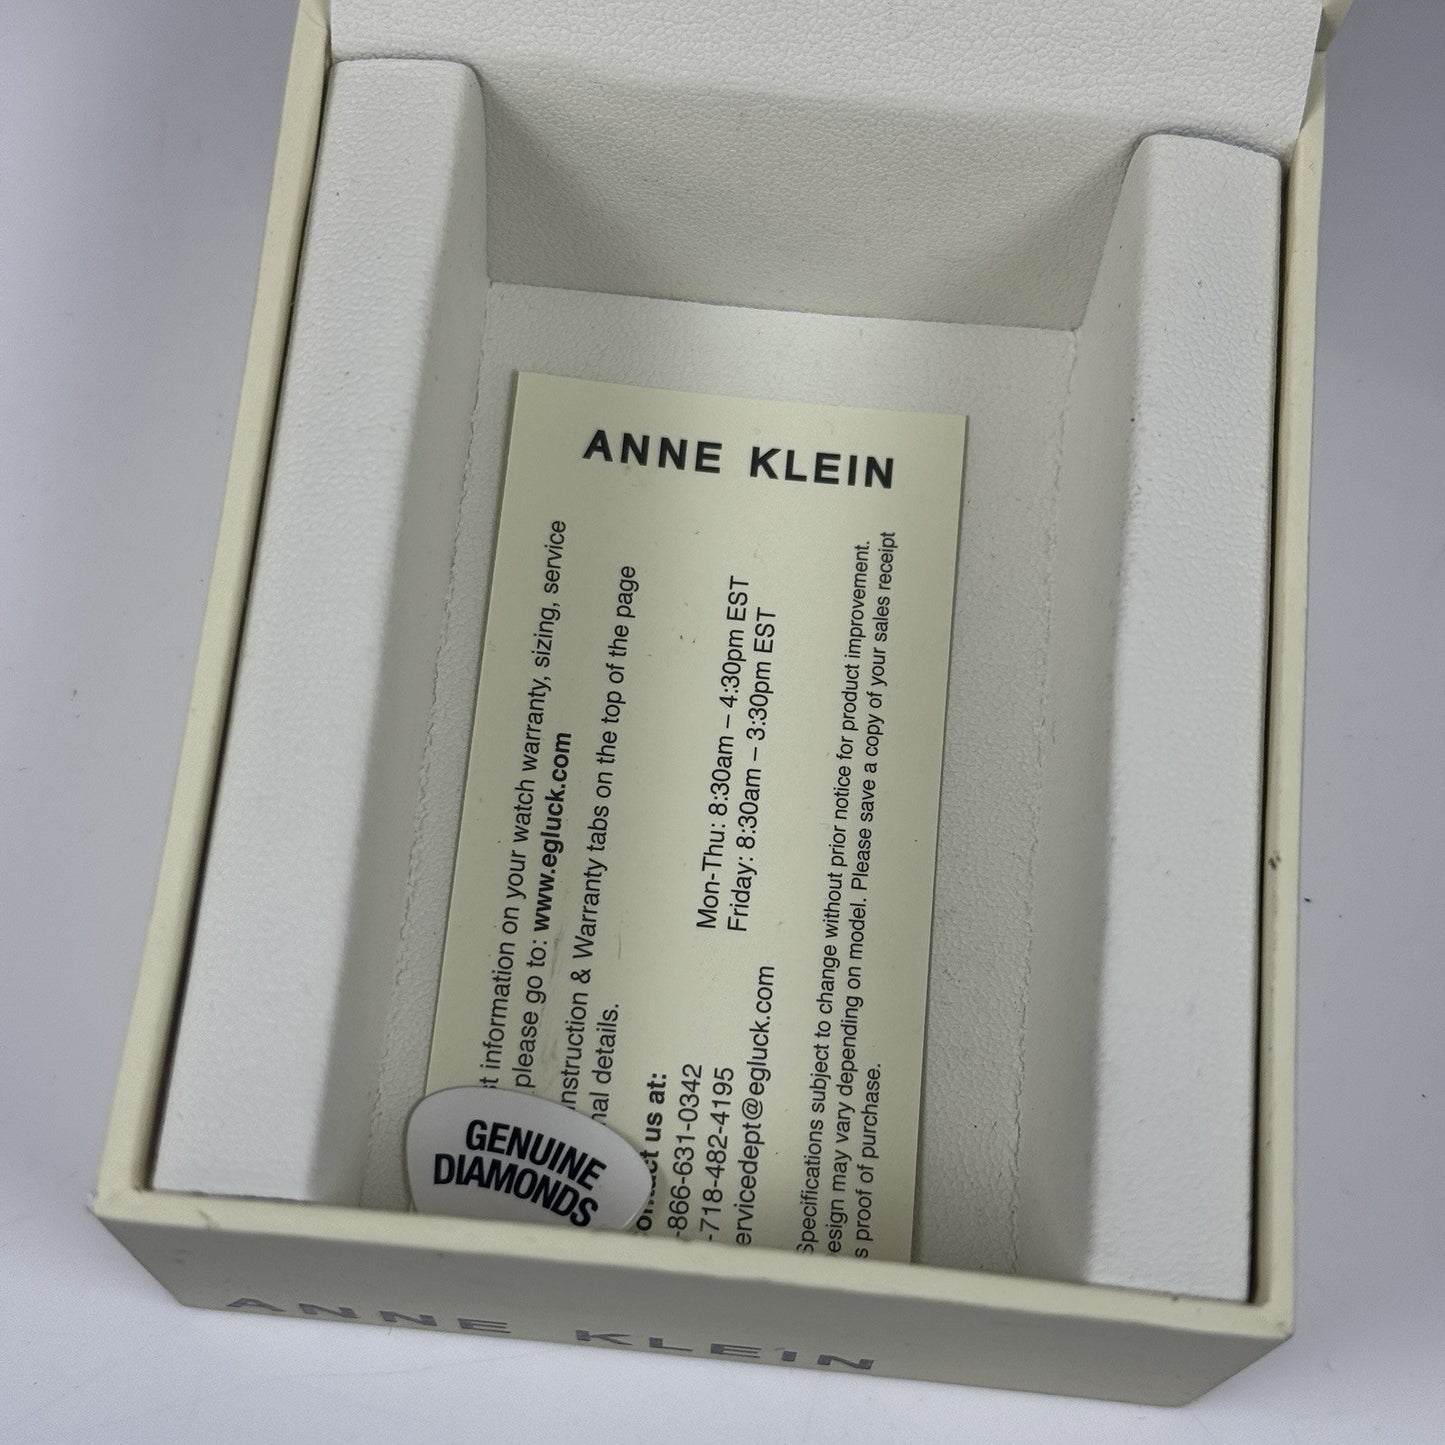 ANNE KLEIN
information on your watch warranty, sizing, service
please go to: www.egluck.com
& Warranty tabs on the top of the page
details.
us at:
-866-631-0342
-718-482-4195
ervicedept@egluck.com
Mon-Thu: 8:30am – 4:30pm EST
Friday: 8:30am – 3:30pm EST
Specifications subject to change without prior notice for product improvement.
esign may vary depending on model. Please save a copy of your sales receipt
s proof of purchase.
GENUINE
DIAMONDS
ANNE KLEIN